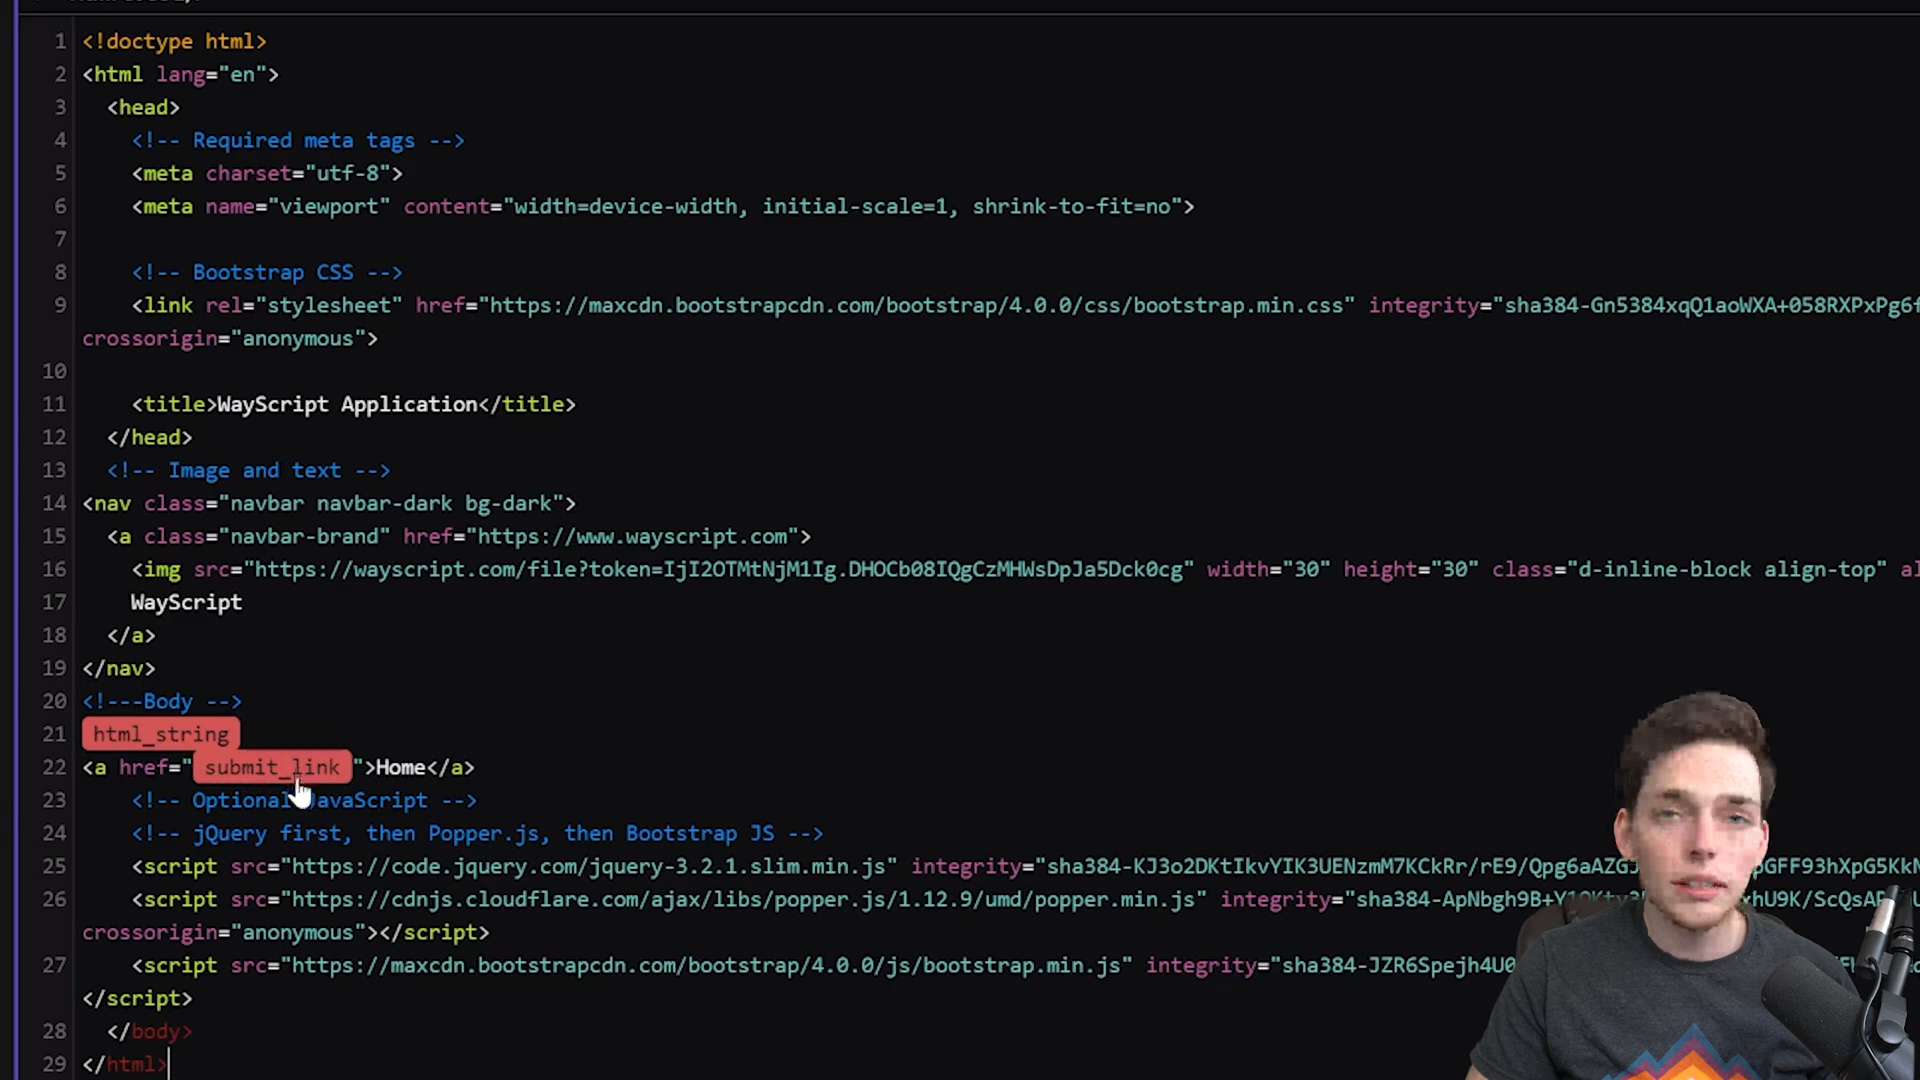 1 <!doctype html>
2 <html lang="en">
3 <head>
4 <!-- Required meta tags -->
5 <meta charset="utf-8">
6 <meta name="viewport" content="width=device-width, initial-scale=1, shrink-to-fit=no">
7
8 <!-- Bootstrap CSS -->
9 <link rel="stylesheet" href="https://maxcdn.bootstrapcdn.com/bootstrap/4.0.0/css/bootstrap.min.css" integrity="sha384-Gn5384xqQ1aoWXA+058RXPxPg6f
crossorigin="anonymous">
10
11 <title>WayScript Application</title>
12 </head>
13 <!-- Image and text -->
14 <nav class="navbar navbar-dark bg-dark">
15 <a class="navbar-brand" href="https://www.wayscript.com">
16 <img src="https://wayscript.com/file?token=IjI2OTMtNjM1Ig.DHOCb08IQgCzMHWsDpJa5Dck0cg" width="30" height="30" class="d-inline-block align-top" al
17 WayScript
18 </a>
19 </nav>
20 <!---Body -->
21 html_string
22 <a href=" submit_link ">Home</a>
23 <!-- Optional JavaScript -->
24 <!-- jQuery first, then Popper.js, then Bootstrap JS -->
25 <script src="https://code.jquery.com/jquery-3.2.1.slim.min.js" integrity="sha384-KJ3o2DKtIkvYIK3UENzmM7KCkRr/rE9/Qpg6aAZG pGFF93hXpG5KkN
26 <script src="https://cdnjs.cloudflare.com/ajax/libs/popper.js/1.12.9/umd/popper.min.js" integrity="sha384-ApNbgh9B+Y1QKtv3 xhU9K/ScQsAP
crossorigin="anonymous"></script>
27 <script src="https://maxcdn.bootstrapcdn.com/bootstrap/4.0.0/js/bootstrap.min.js" integrity="sha384-JZR6Spejh4U0
</script>
28 </body>
29 </html>